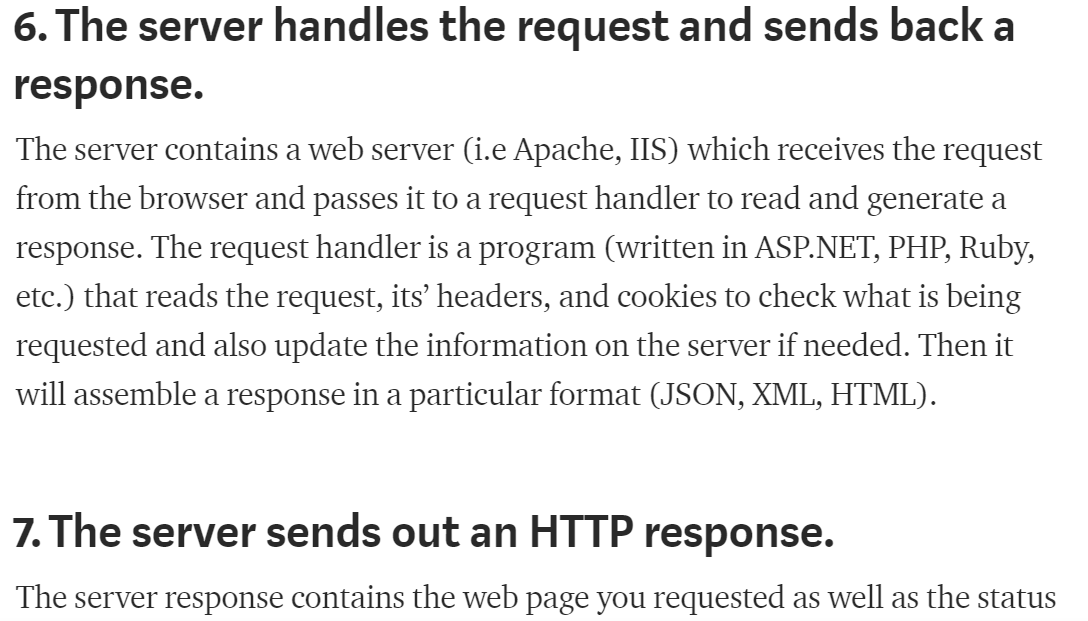 6. The server handles the request and sends back a
response.
The server contains a web server (i.e Apache, IIS) which receives the request
from the browser and passes it to a request handler to read and generate a
response. The request handler is a program (written in ASP.NET, PHP, Ruby,
etc.) that reads the request, its’ headers, and cookies to check what is being
requested and also update the information on the server if needed. Then it
will assemble a response in a particular format (JSON, XML, HTML).
7. The server sends out an HTTP response.
The server response contains the web page you requested as well as the status